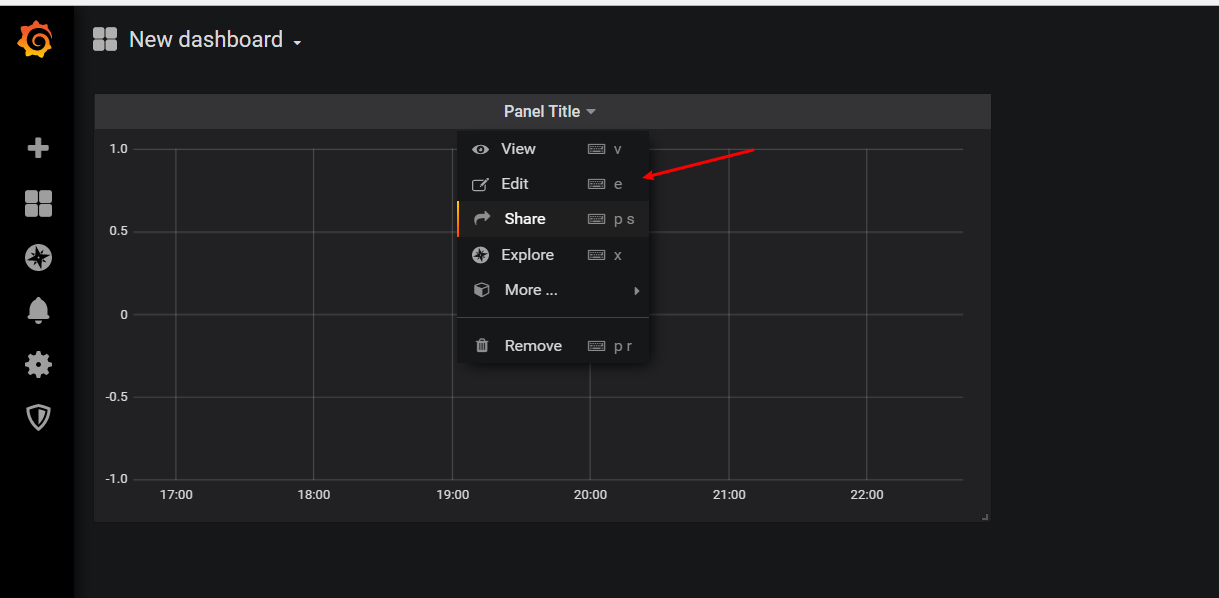 New dashboard
Panel Title
View v
Edit e
Share p s
Explore x
More ...
Remove p r
1.0
0.5
0
-0.5
-1.0
17:00 18:00 19:00 20:00 21:00 22:00